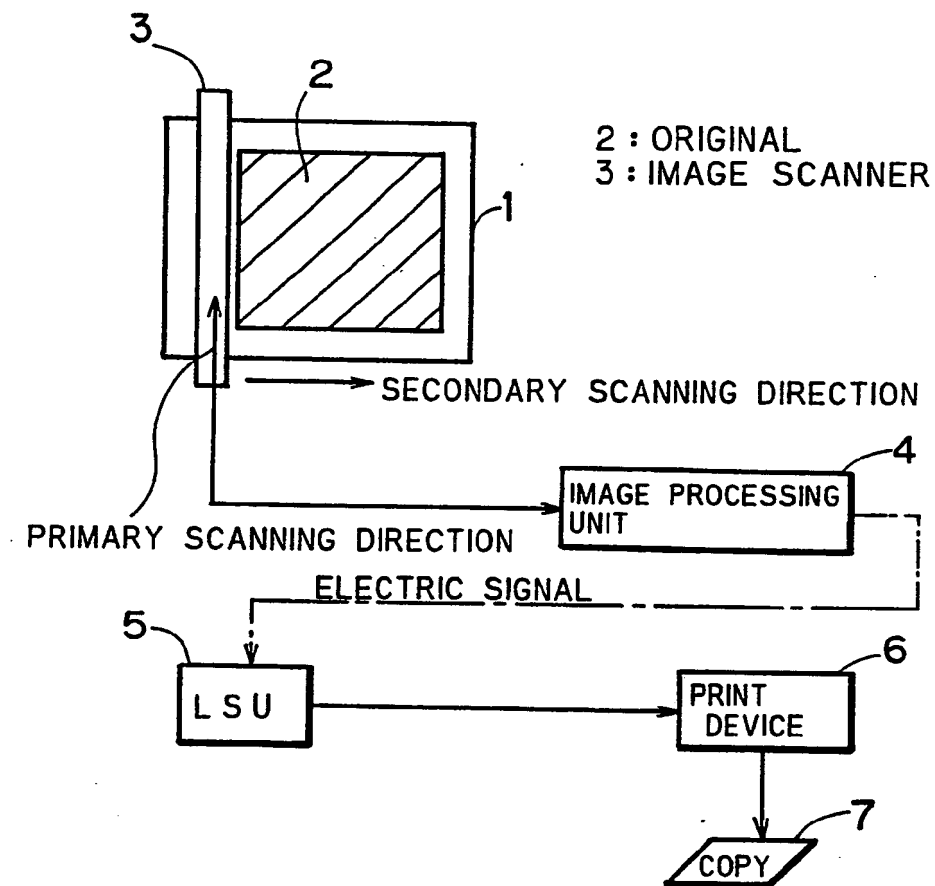 3
2
2 : ORIGINAL
3 : IMAGE SCANNER
1
SECONDARY SCANNING DIRECTION
4
IMAGE PROCESSING
UNIT
PRIMARY SCANNING DIRECTION
ELECTRIC SIGNAL
5
6
LSU
PRINT
DEVICE
7
COPY